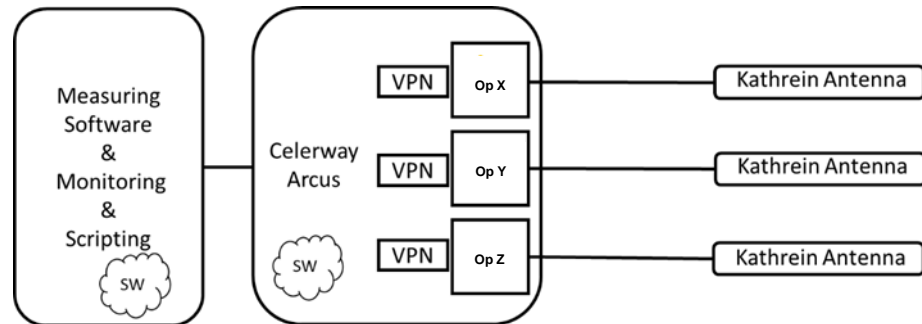 Measuring
Software
&
Monitoring
&
Scripting
SW
Celerway
Arcus
SW
VPN
Op X
Kathrein Antenna
VPN
Op Y
Kathrein Antenna
VPN
Op Z
Kathrein Antenna